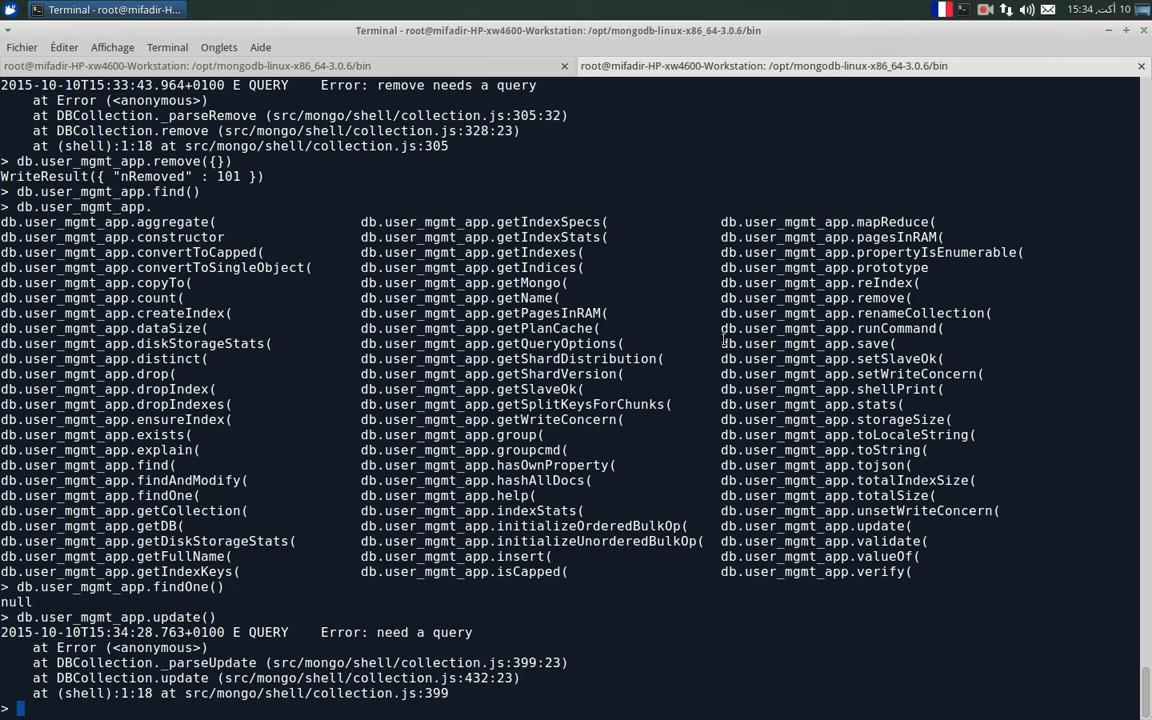 Terminal - root@mifadir-H...
10 أكت, 15:34
Terminal - root@mifadir-HP-xw4600-Workstation: /opt/mongodb-linux-x86_64-3.0.6/bin
Fichier Éditer Affichage Terminal Onglets Aide
root@mifadir-HP-xw4600-Workstation: /opt/mongodb-linux-x86_64-3.0.6/bin root@mifadir-HP-xw4600-Workstation: /opt/mongodb-linux-x86_64-3.0.6/bin
2015-10-10T15:33:43.964+0100 E QUERY    Error: remove needs a query
    at Error (<anonymous>)
    at DBCollection._parseRemove (src/mongo/shell/collection.js:305:32)
    at DBCollection.remove (src/mongo/shell/collection.js:328:23)
    at (shell):1:18 at src/mongo/shell/collection.js:305
> db.user_mgmt_app.remove({})
WriteResult({ "nRemoved" : 101 })
> db.user_mgmt_app.find()
> db.user_mgmt_app.
db.user_mgmt_app.aggregate( db.user_mgmt_app.getIndexSpecs( db.user_mgmt_app.mapReduce(
db.user_mgmt_app.constructor db.user_mgmt_app.getIndexStats( db.user_mgmt_app.pagesInRAM(
db.user_mgmt_app.convertToCapped( db.user_mgmt_app.getIndexes( db.user_mgmt_app.propertyIsEnumerable(
db.user_mgmt_app.convertToSingleObject( db.user_mgmt_app.getIndices( db.user_mgmt_app.prototype
db.user_mgmt_app.copyTo( db.user_mgmt_app.getMongo( db.user_mgmt_app.reIndex(
db.user_mgmt_app.count( db.user_mgmt_app.getName( db.user_mgmt_app.remove(
db.user_mgmt_app.createIndex( db.user_mgmt_app.getPagesInRAM( db.user_mgmt_app.renameCollection(
db.user_mgmt_app.dataSize( db.user_mgmt_app.getPlanCache( db.user_mgmt_app.runCommand(
db.user_mgmt_app.diskStorageStats( db.user_mgmt_app.getQueryOptions( db.user_mgmt_app.save(
db.user_mgmt_app.distinct( db.user_mgmt_app.getShardDistribution( db.user_mgmt_app.setSlaveOk(
db.user_mgmt_app.drop( db.user_mgmt_app.getShardVersion( db.user_mgmt_app.setWriteConcern(
db.user_mgmt_app.dropIndex( db.user_mgmt_app.getSlaveOk( db.user_mgmt_app.shellPrint(
db.user_mgmt_app.dropIndexes( db.user_mgmt_app.getSplitKeysForChunks( db.user_mgmt_app.stats(
db.user_mgmt_app.ensureIndex( db.user_mgmt_app.getWriteConcern( db.user_mgmt_app.storageSize(
db.user_mgmt_app.exists( db.user_mgmt_app.group( db.user_mgmt_app.toLocaleString(
db.user_mgmt_app.explain( db.user_mgmt_app.groupcmd( db.user_mgmt_app.toString(
db.user_mgmt_app.find( db.user_mgmt_app.hasOwnProperty( db.user_mgmt_app.tojson(
db.user_mgmt_app.findAndModify( db.user_mgmt_app.hashAllDocs( db.user_mgmt_app.totalIndexSize(
db.user_mgmt_app.findOne( db.user_mgmt_app.help( db.user_mgmt_app.totalSize(
db.user_mgmt_app.getCollection( db.user_mgmt_app.indexStats( db.user_mgmt_app.unsetWriteConcern(
db.user_mgmt_app.getDB( db.user_mgmt_app.initializeOrderedBulkOp( db.user_mgmt_app.update(
db.user_mgmt_app.getDiskStorageStats( db.user_mgmt_app.initializeUnorderedBulkOp( db.user_mgmt_app.validate(
db.user_mgmt_app.getFullName( db.user_mgmt_app.insert( db.user_mgmt_app.valueOf(
db.user_mgmt_app.getIndexKeys( db.user_mgmt_app.isCapped( db.user_mgmt_app.verify(
> db.user_mgmt_app.findOne()
null
> db.user_mgmt_app.update()
2015-10-10T15:34:28.763+0100 E QUERY    Error: need a query
    at Error (<anonymous>)
    at DBCollection._parseUpdate (src/mongo/shell/collection.js:399:23)
    at DBCollection.update (src/mongo/shell/collection.js:432:23)
    at (shell):1:18 at src/mongo/shell/collection.js:399
>